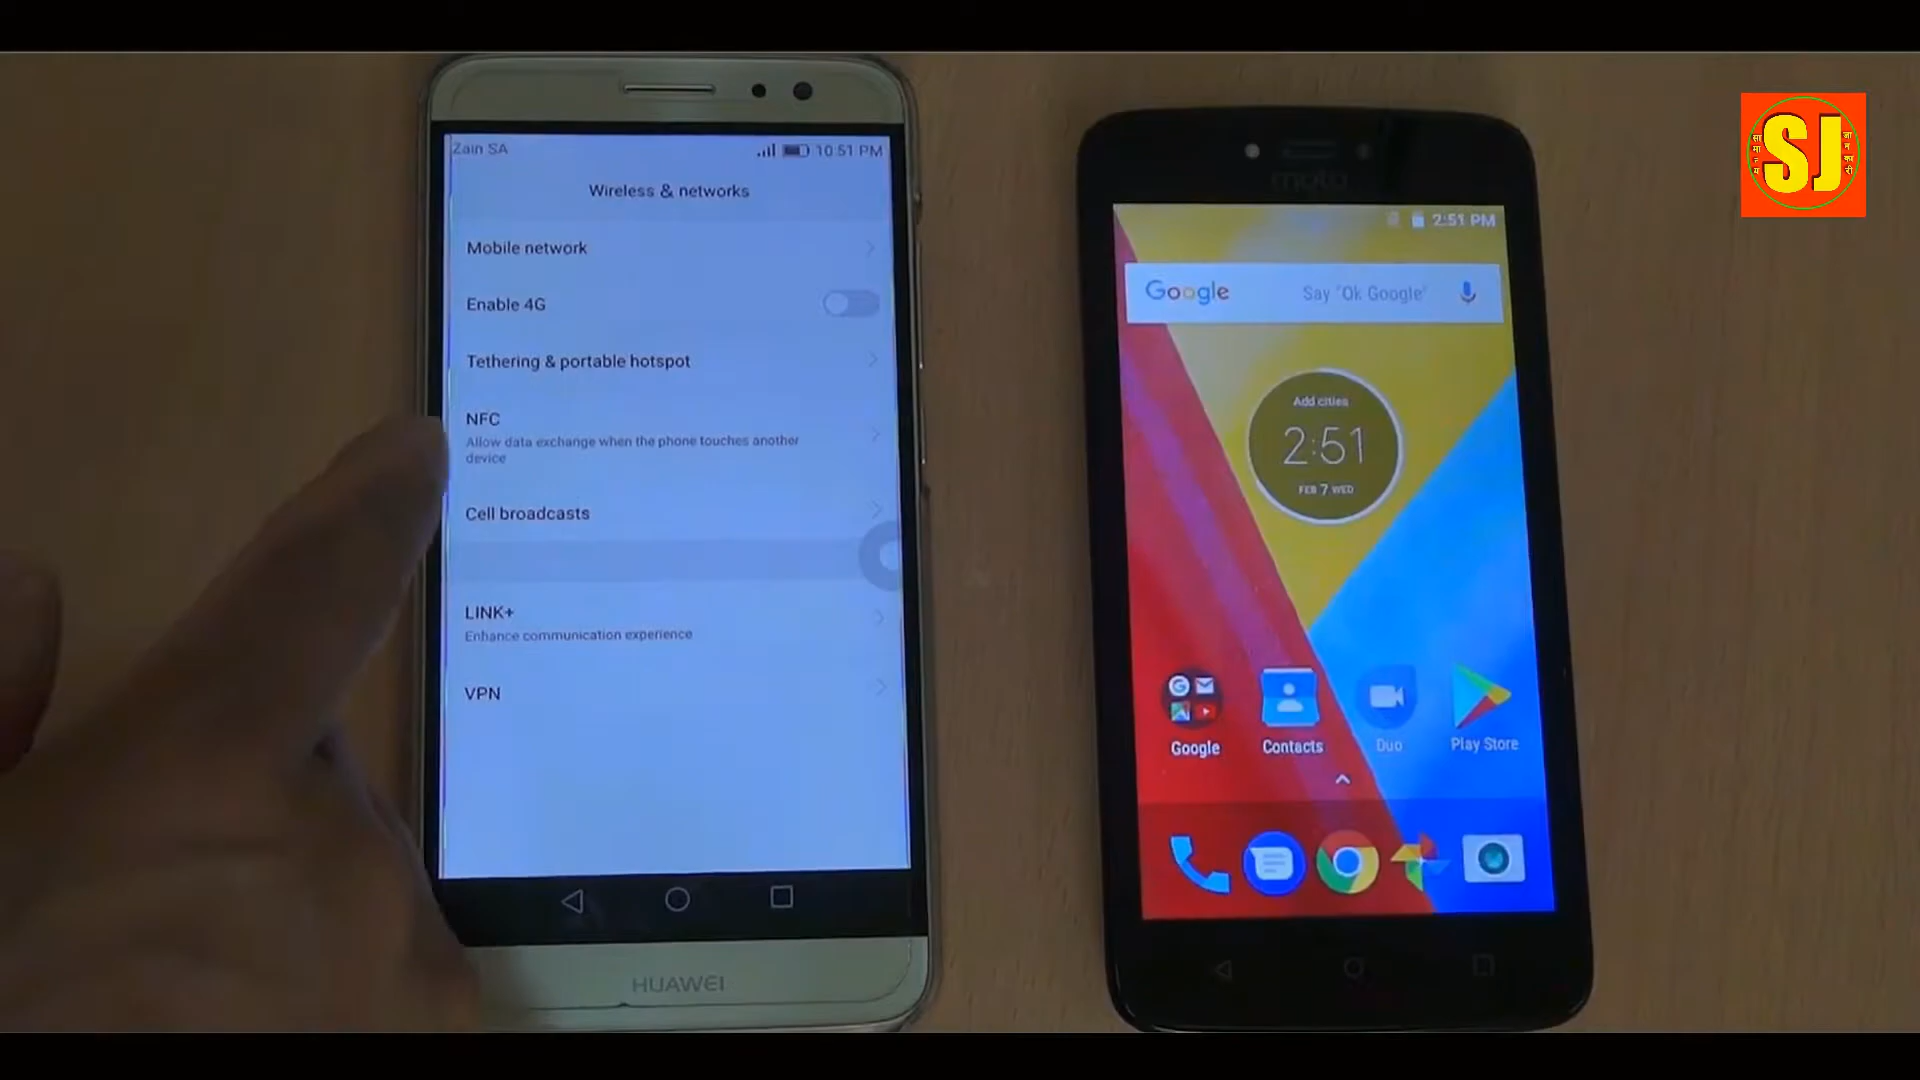 Zain SA
10:51 PM
Wireless & networks
Mobile network
Enable 4G
Tethering & portable hotspot
NFC
Allow data exchange when the phone touches another
device
Cell broadcasts
LINK+
Enhance communication experience
VPN
HUAWEI
moto
2:51 PM
Google
Say "Ok Google"
Add cities
2:51
FEB 7 WED
Google
Contacts
Duo
Play Store
सामान्य
SJ
जानकारी